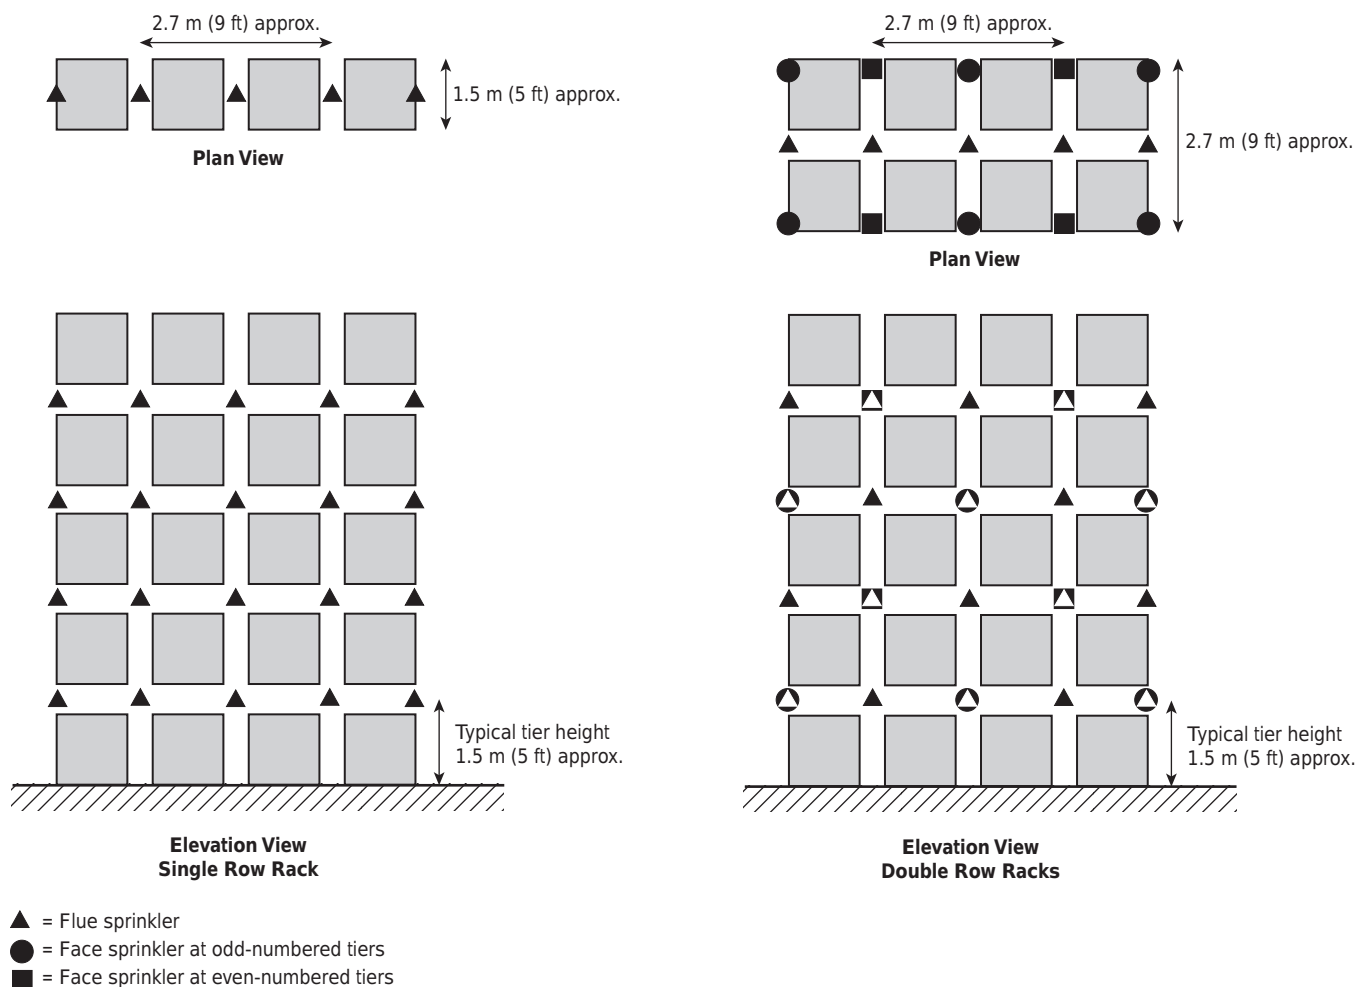 2.7 m (9 ft) approx.
1.5 m (5 ft) approx.
Plan View
2.7 m (9 ft) approx.
2.7 m (9 ft) approx.
Plan View
Typical tier height
1.5 m (5 ft) approx.
Elevation View
Single Row Rack
Typical tier height
1.5 m (5 ft) approx.
Elevation View
Double Row Racks
= Flue sprinkler
= Face sprinkler at odd-numbered tiers
= Face sprinkler at even-numbered tiers